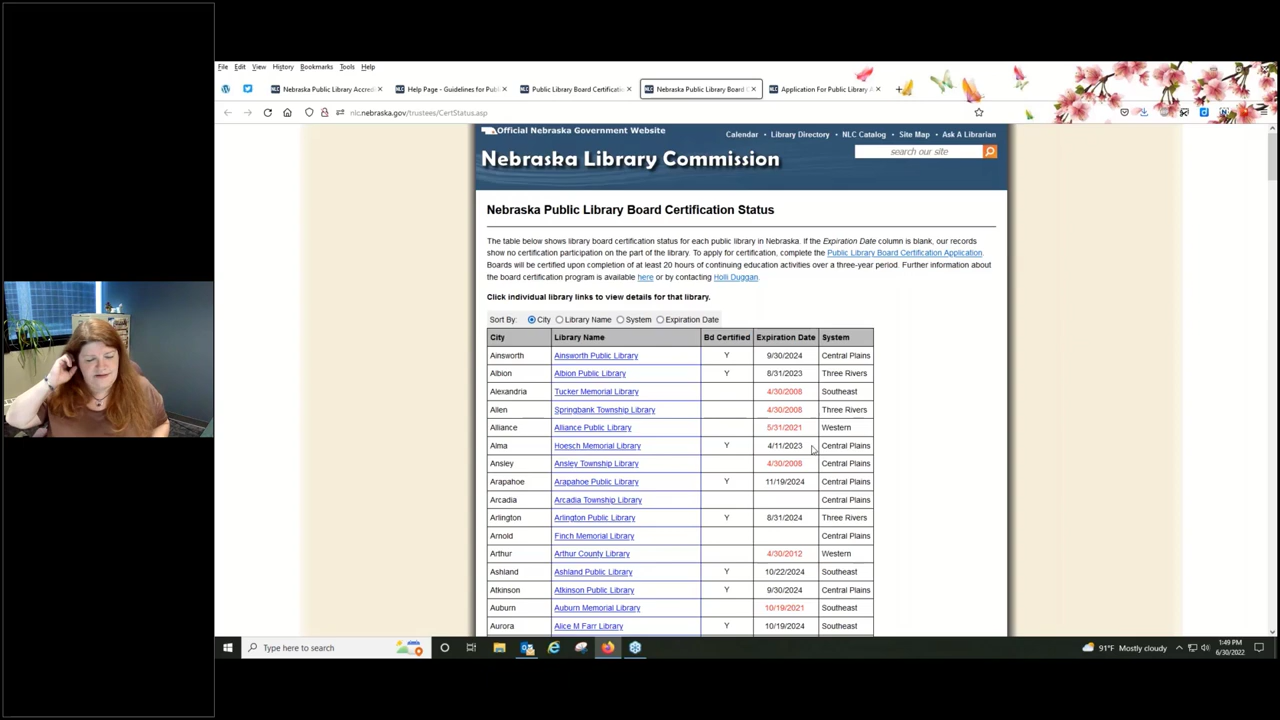 File Edit View History Bookmarks Tools Help
Nebraska Public Library Accredi
Help Page - Guidelines for Publi
Public Library Board Certificatio
Nebraska Public Library Board C
Application For Public Library A
nlc.nebraska.gov/trustees/CertStatus.asp
Official Nebraska Government Website
Calendar • Library Directory • NLC Catalog • Site Map • Ask A Librarian
Nebraska Library Commission
search our site
Nebraska Public Library Board Certification Status
The table below shows library board certification status for each public library in Nebraska. If the Expiration Date column is blank, our records
show no certification participation on the part of the library. To apply for certification, complete the Public Library Board Certification Application.
Boards will be certified upon completion of at least 20 hours of continuing education activities over a three-year period. Further information about
the board certification program is available here or by contacting Holli Duggan.
Click individual library links to view details for that library.
Sort By: City Library Name System Expiration Date
City Library Name Bd Certified Expiration Date System
Ainsworth Ainsworth Public Library Y 9/30/2024 Central Plains
Albion Albion Public Library Y 8/31/2023 Three Rivers
Alexandria Tucker Memorial Library 4/30/2008 Southeast
Allen Springbank Township Library 4/30/2008 Three Rivers
Alliance Alliance Public Library 5/31/2021 Western
Alma Hoesch Memorial Library Y 4/11/2023 Central Plains
Ansley Ansley Township Library 4/30/2008 Central Plains
Arapahoe Arapahoe Public Library Y 11/19/2024 Central Plains
Arcadia Arcadia Township Library Central Plains
Arlington Arlington Public Library Y 8/31/2024 Three Rivers
Arnold Finch Memorial Library Central Plains
Arthur Arthur County Library 4/30/2012 Western
Ashland Ashland Public Library Y 10/22/2024 Southeast
Atkinson Atkinson Public Library Y 9/30/2024 Central Plains
Auburn Auburn Memorial Library 10/19/2021 Southeast
Aurora Alice M Farr Library Y 10/19/2024 Southeast
Type here to search
91°F Mostly cloudy
1:49 PM
6/30/2022